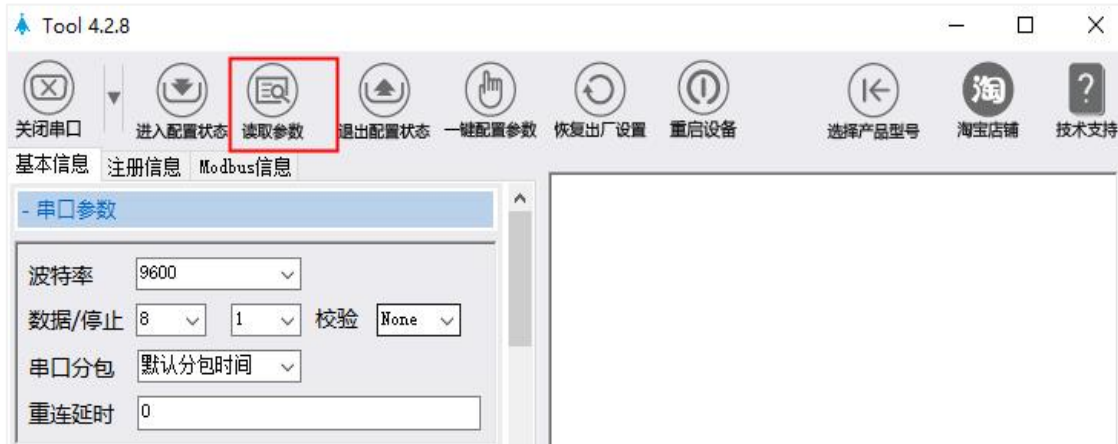 Tool 4.2.8
关闭串口 进入配置状态 读取参数 退出配置状态 一键配置参数 恢复出厂设置 重启设备 选择产品型号 淘宝店铺 技术支持
淘
基本信息 注册信息 Modbus信息
- 串口参数
波特率 9600
数据/停止 8 1 校验 None
串口分包 默认分包时间
重连延时 0